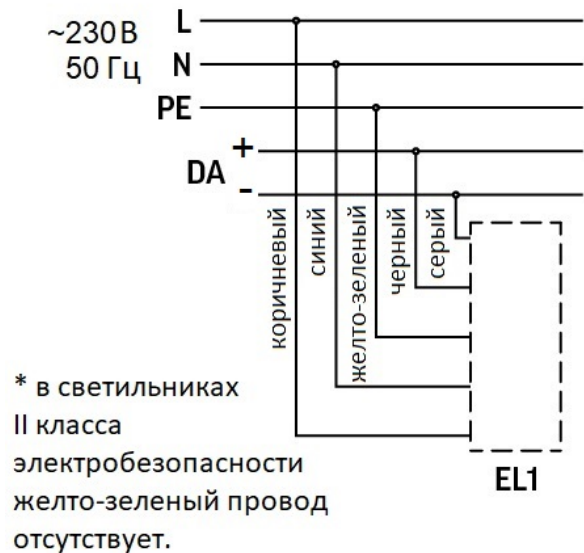 ~230 В
50 Гц
L
N
PE
DA
+
-
коричневый
синий
желто-зеленый
черный
серый
EL1
* в светильниках
II класса
электробезопасности
желто-зеленый провод
отсутствует.